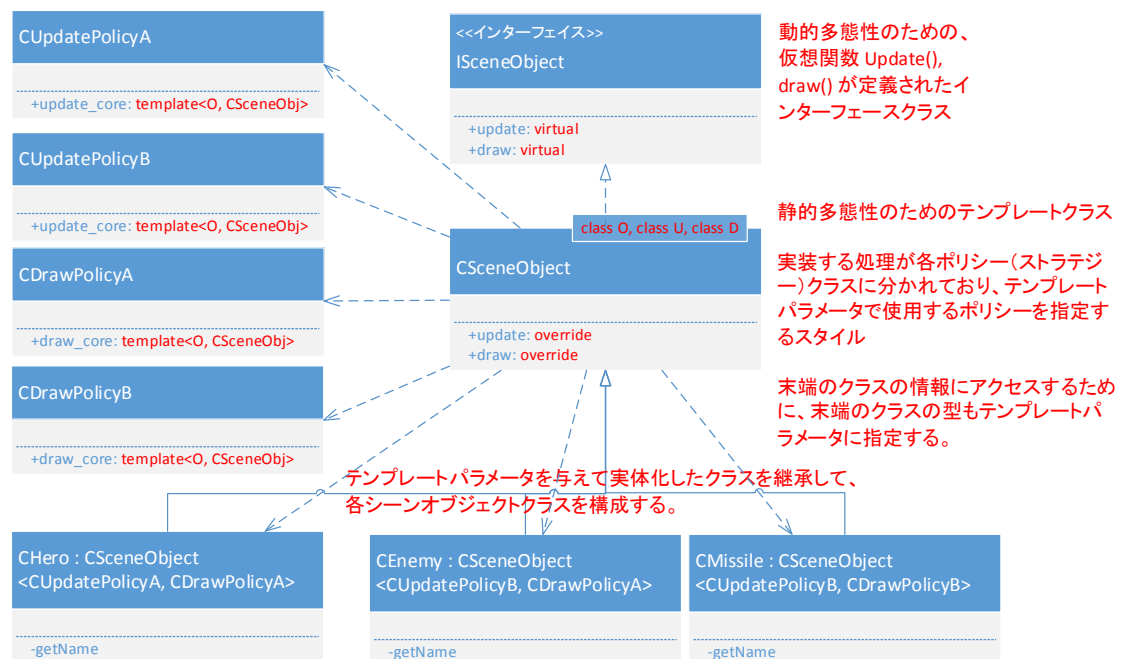 CUpdatePolicyA
+update_core: template<O, CSceneObj>
CUpdatePolicyB
+update_core: template<O, CSceneObj>
CDrawPolicyA
+draw_core: template<O, CSceneObj>
CDrawPolicyB
+draw_core: template<O, CSceneObj>
<<インターフェイス>>
ISceneObject
+update: virtual
+draw: virtual
動的多態性のための、
仮想関数 Update(),
draw() が定義されたイ
ンターフェースクラス
class O, class U, class D
CSceneObject
+update: override
+draw: override
静的多態性のためのテンプレートクラス
実装する処理が各ポリシー(ストラテジ
ー)クラスに分かれており、テンプレート
パラメータで使用するポリシーを指定す
るスタイル
末端のクラスの情報にアクセスするため
に、末端のクラスの型もテンプレートパ
ラメータに指定する。
テンプレートパラメータを与えて実体化したクラスを継承して、
各シーンオブジェクトクラスを構成する。
CHero : CSceneObject
<CUpdatePolicyA, CDrawPolicyA>
-getName
CEnemy : CSceneObject
<CUpdatePolicyB, CDrawPolicyA>
-getName
CMissile : CSceneObject
<CUpdatePolicyB, CDrawPolicyB>
-getName